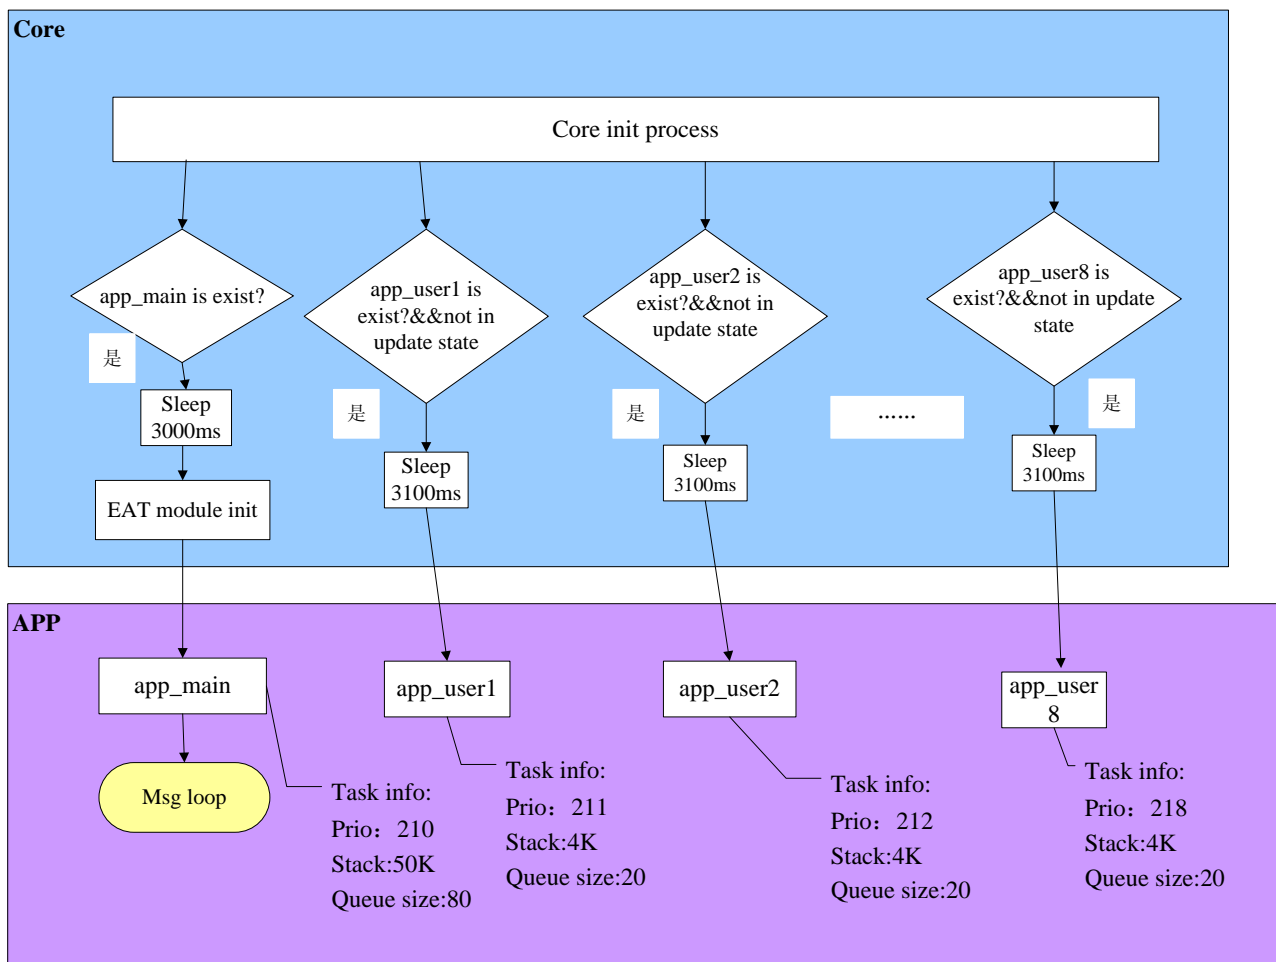 Core
Core init process
app_main is exist?
app_user1 is
exist?&&not in
update state
app_user2 is
exist?&&not in
update state
app_user8 is
exist?&&not in update
state
是
是
是
……
是
Sleep
3000ms
Sleep
3100ms
Sleep
3100ms
Sleep
3100ms
EAT module init
APP
app_main
app_user1
app_user2
app_user
8
Msg loop
Task info:
Prio：210
Stack:50K
Queue size:80
Task info:
Prio：211
Stack:4K
Queue size:20
Task info:
Prio：212
Stack:4K
Queue size:20
Task info:
Prio：218
Stack:4K
Queue size:20